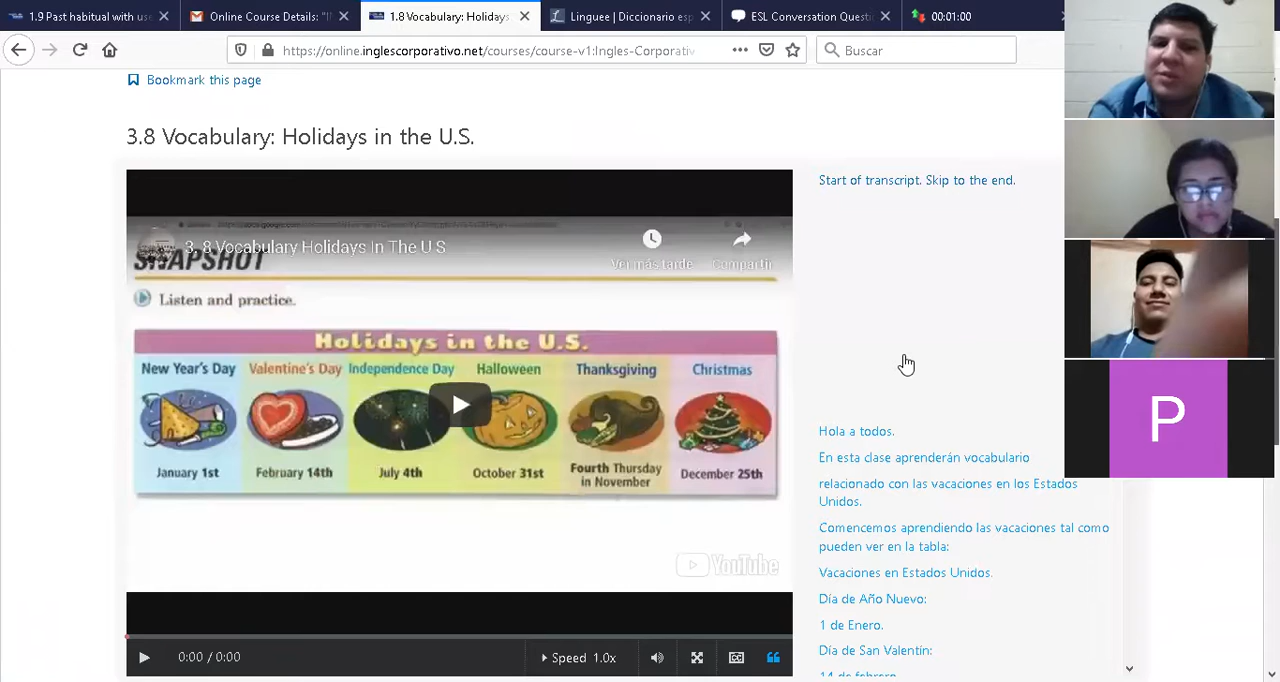 1.9 Past habitual with use
Online Course Details: "I
1.8 Vocabulary: Holidays
Linguee | Diccionario esp
ESL Conversation Questi
00:01:00
https://online.inglescorporativo.net/courses/course-v1:Ingles-Corporativ
Buscar
Bookmark this page
3.8 Vocabulary: Holidays in the U.S.
3. 8 Vocabulary Holidays In The U S
Ver más tarde
Compartir
SNAPSHOT
Listen and practice.
Holidays in the U.S.
New Year's Day
Valentine's Day
Independence Day
Halloween
Thanksgiving
Christmas
January 1st
February 14th
July 4th
October 31st
Fourth Thursday
in November
December 25th
YouTube
0:00 / 0:00
Speed 1.0x
Start of transcript. Skip to the end.
Hola a todos.
En esta clase aprenderán vocabulario
relacionado con las vacaciones en los Estados
Unidos.
Comencemos aprendiendo las vacaciones tal como
pueden ver en la tabla:
Vacaciones en Estados Unidos.
Día de Año Nuevo:
1 de Enero.
Día de San Valentín:
14 de febrero
P